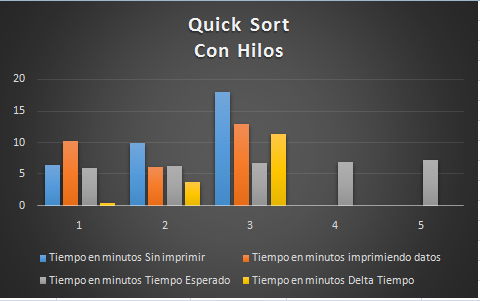 Quick Sort
Con Hilos
20
15
10
5
0
1 2 3 4 5
Tiempo en minutos Sin imprimir Tiempo en minutos imprimiendo datos
Tiempo en minutos Tiempo Esperado Tiempo en minutos Delta Tiempo